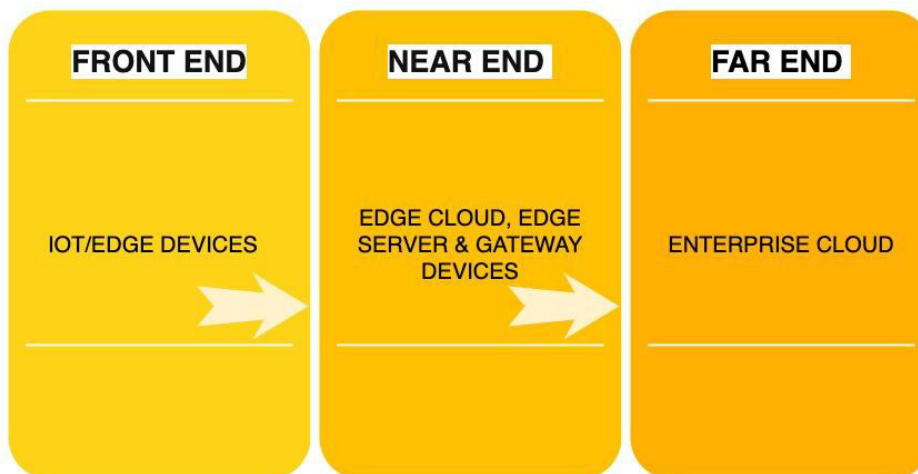 FRONT END
IOT/EDGE DEVICES
NEAR END
EDGE CLOUD, EDGE
SERVER & GATEWAY
DEVICES
FAR END
ENTERPRISE CLOUD